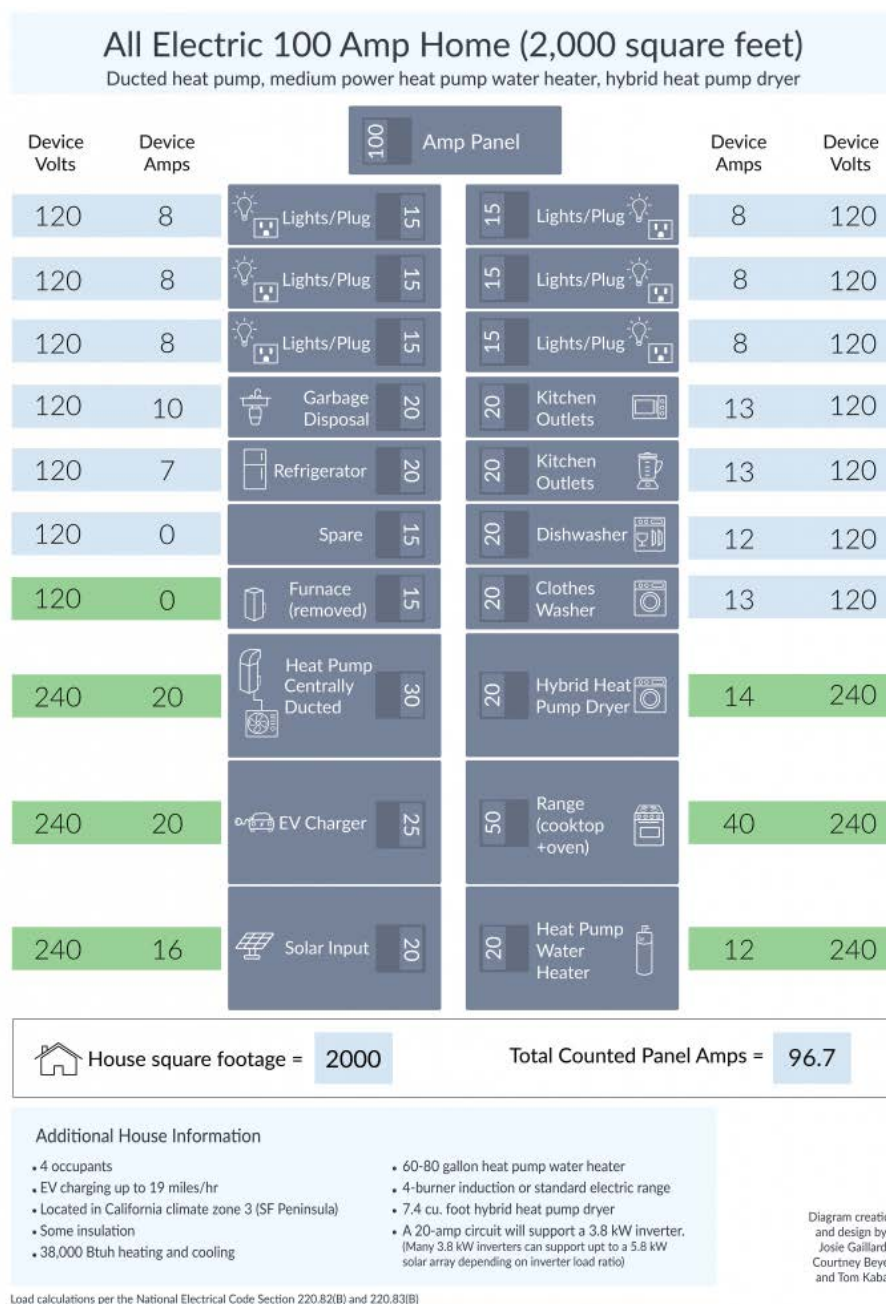 All Electric 100 Amp Home (2,000 square feet)
Ducted heat pump, medium power heat pump water heater, hybrid heat pump dryer
Device Volts
Device Amps
100 Amp Panel
Device Amps
Device Volts
120 8 Lights/Plug 15 15 Lights/Plug 8 120
120 8 Lights/Plug 15 15 Lights/Plug 8 120
120 8 Lights/Plug 15 15 Lights/Plug 8 120
120 10 Garbage Disposal 20 20 Kitchen Outlets 13 120
120 7 Refrigerator 20 20 Kitchen Outlets 13 120
120 0 Spare 15 20 Dishwasher 12 120
120 0 Furnace (removed) 15 20 Clothes Washer 13 120
240 20 Heat Pump Centrally Ducted 30 20 Hybrid Heat Pump Dryer 14 240
240 20 EV Charger 25 50 Range (cooktop +oven) 40 240
240 16 Solar Input 20 20 Heat Pump Water Heater 12 240
House square footage = 2000 Total Counted Panel Amps = 96.7
Additional House Information
• 4 occupants
• EV charging up to 19 miles/hr
• Located in California climate zone 3 (SF Peninsula)
• Some insulation
• 38,000 Btuh heating and cooling
• 60-80 gallon heat pump water heater
• 4-burner induction or standard electric range
• 7.4 cu. foot hybrid heat pump dryer
• A 20-amp circuit will support a 3.8 kW inverter.
(Many 3.8 kW inverters can support upt to a 5.8 kW
solar array depending on inverter load ratio)
Diagram creatio
and design by
Josie Gaillard
Courtney Beye
and Tom Kaba
Load calculations per the National Electrical Code Section 220.82(B) and 220.83(B)